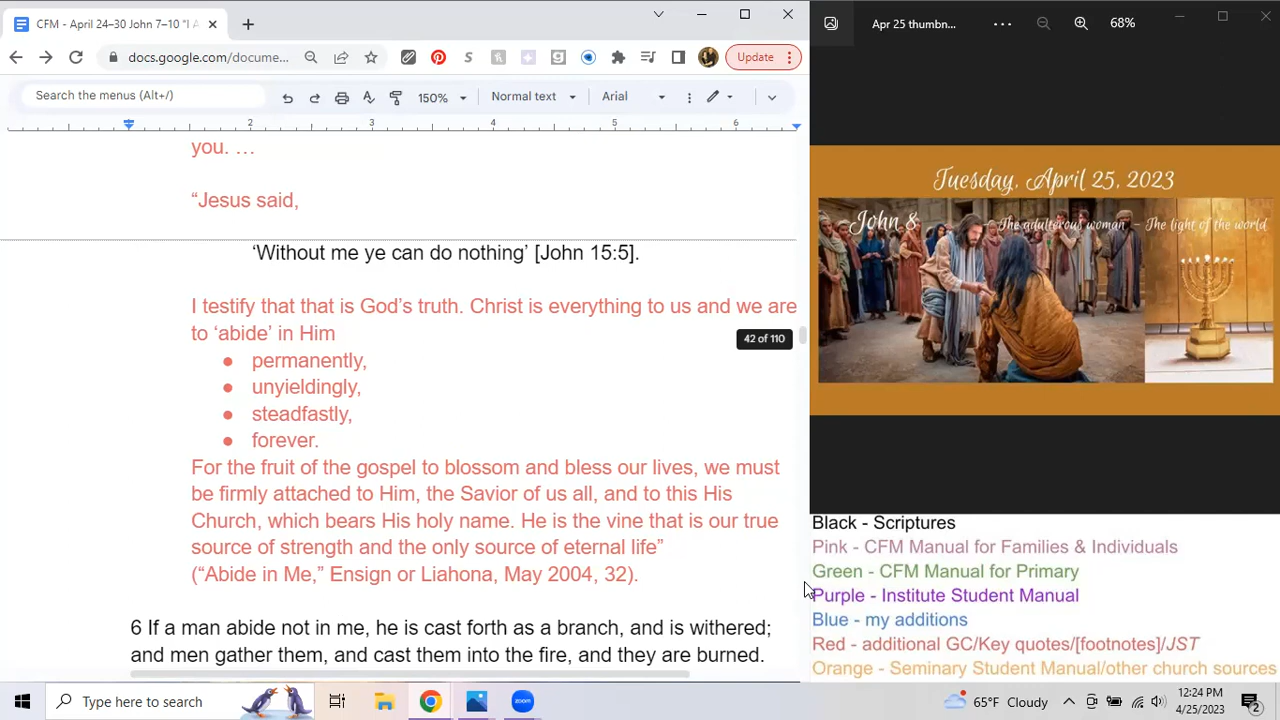 April 24–30 John 7–10 "I A
docs.google.com/docume...
Update
Search the menus (Alt+/)
150%
Normal text
Arial
2
3
4
5
6
you. …
“Jesus said,
‘Without me ye can do nothing’ [John 15:5].
I testify that that is God’s truth. Christ is everything to us and we are
to ‘abide’ in Him
● permanently,
● unyieldingly,
● steadfastly,
● forever.
For the fruit of the gospel to blossom and bless our lives, we must
be firmly attached to Him, the Savior of us all, and to this His
Church, which bears His holy name. He is the vine that is our true
source of strength and the only source of eternal life”
(“Abide in Me,” Ensign or Liahona, May 2004, 32).
6 If a man abide not in me, he is cast forth as a branch, and is withered;
and men gather them, and cast them into the fire, and they are burned.
42 of 110
Apr 25 thumbn...
68%
Tuesday, April 25, 2023
John 8 – The adulterous woman – The light of the world
Black - Scriptures
Pink - CFM Manual for Families & Individuals
Green - CFM Manual for Primary
Purple - Institute Student Manual
Blue - my additions
Red - additional GC/Key quotes/[footnotes]/JST
Orange - Seminary Student Manual/other church sources
Type here to search
65°F Cloudy
12:24 PM
4/25/2023
2